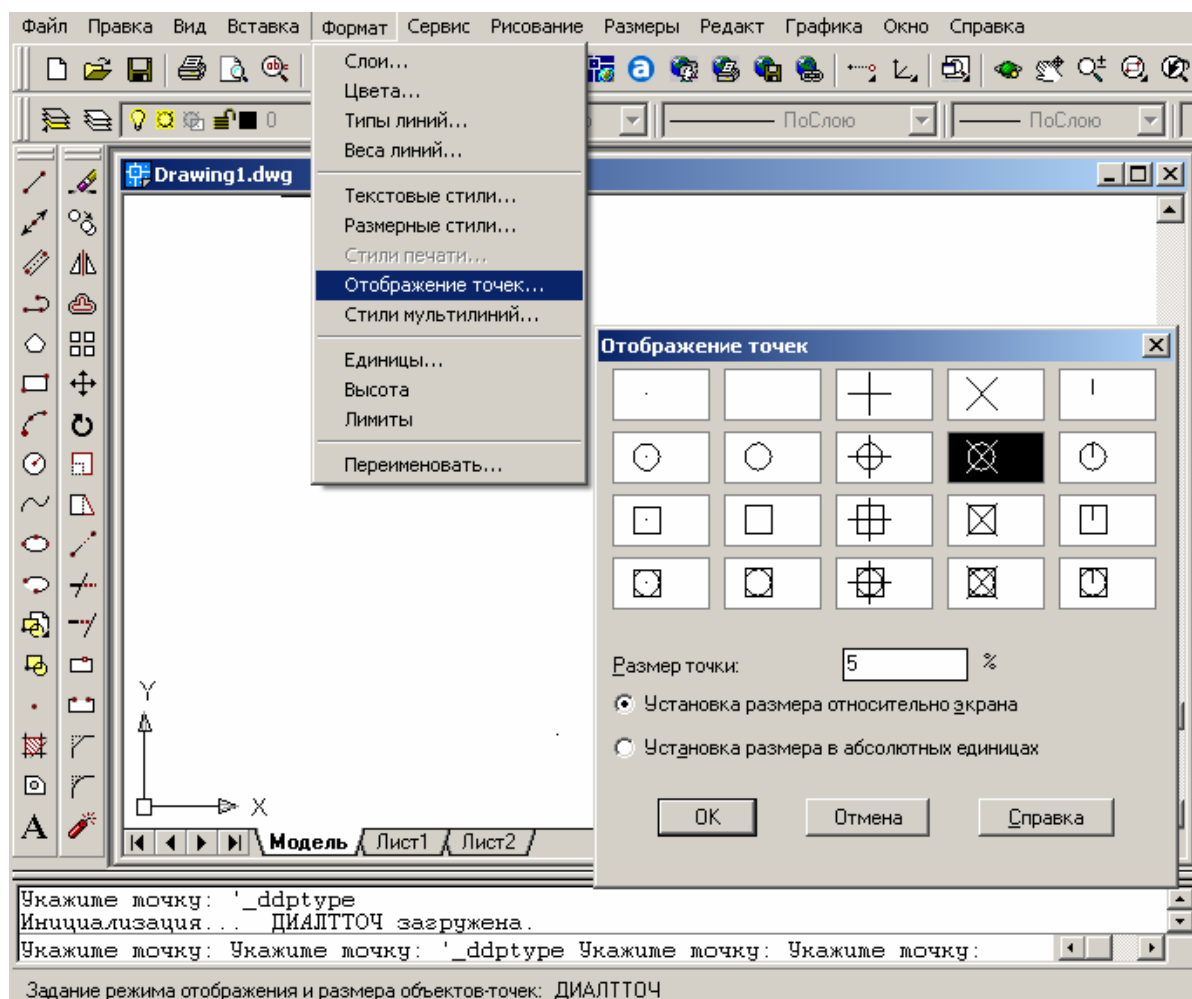 Файл Правка Вид Вставка Формат Сервис Рисование Размеры Редакт Графика Окно Справка
Слои...
Цвета...
Типы линий...
Веса линий...
Текстовые стили...
Размерные стили...
Стили печати...
Отображение точек...
Стили мультилиний...
Единицы...
Высота
Лимиты
Переименовать...
0
ПоСлою
ПоСлою
Drawing1.dwg
Отображение точек
Размер точки: 5 %
Установка размера относительно экрана
Установка размера в абсолютных единицах
OK Отмена Справка
Y
X
A
Модель Лист1 Лист2
Укажите точку: '_ddptype
Инициализация... ДИАЛТТОЧ загружена.
Укажите точку: Укажите точку: '_ddptype Укажите точку: Укажите точку:
Задание режима отображения и размера объектов-точек: ДИАЛТТОЧ